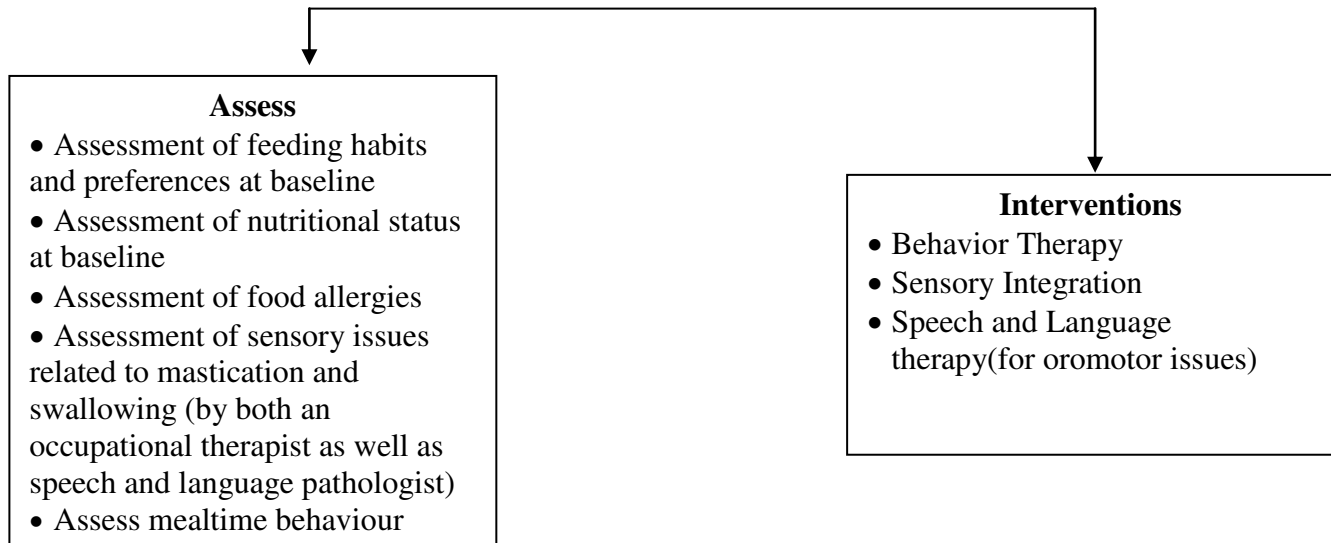 Assess
• Assessment of feeding habits
and preferences at baseline
• Assessment of nutritional status
at baseline
• Assessment of food allergies
• Assessment of sensory issues
related to mastication and
swallowing (by both an
occupational therapist as well as
speech and language pathologist)
• Assess mealtime behaviour
Interventions
• Behavior Therapy
• Sensory Integration
• Speech and Language
therapy(for oromotor issues)